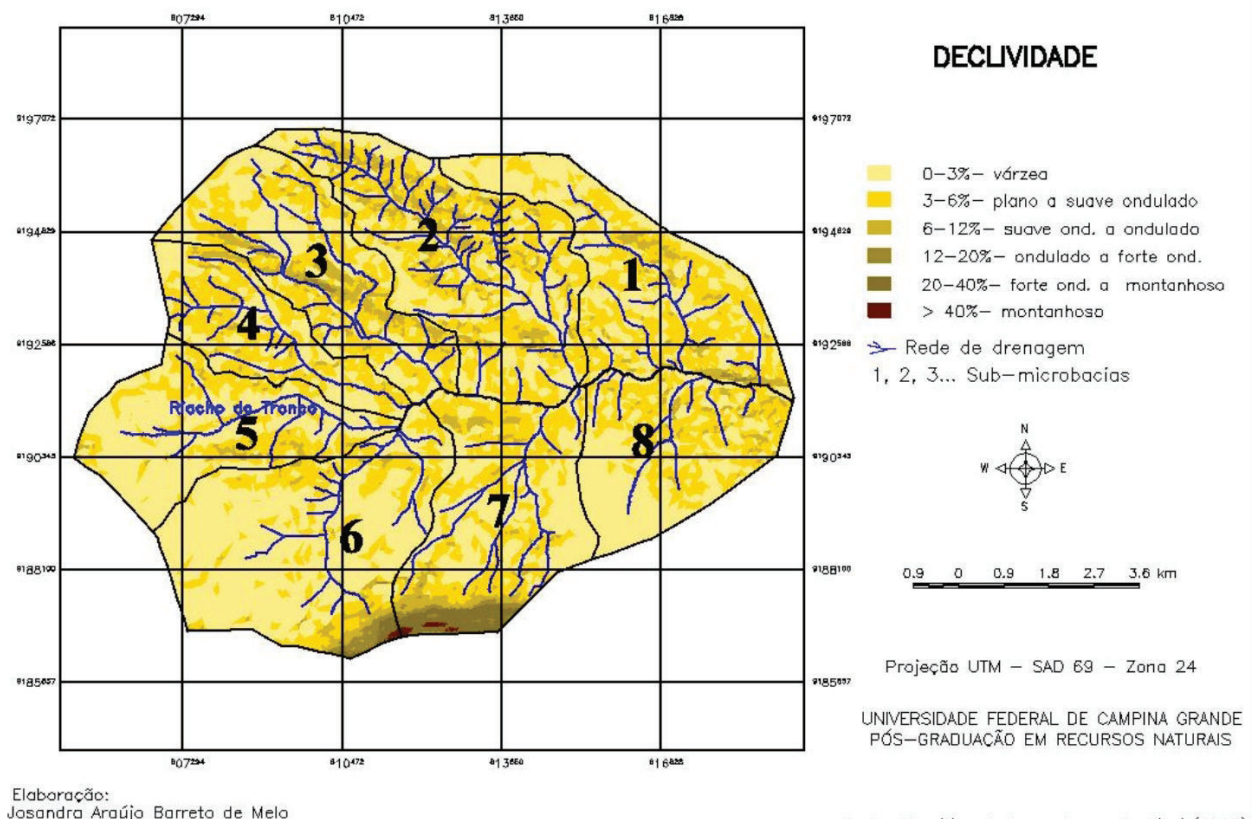 807294 810472 813650 816828
DECLIVIDADE
9197072 9197072
0-3%- várzea
3-6%- plano a suave ondulado
6-12%- suave ond. a ondulado
12-20%- ondulado a forte ond.
20-40%- forte ond. a montanhoso
> 40%- montanhoso
Rede de drenagem
1, 2, 3... Sub-microbacias
9194829 9194829
2
3
1
4
9192586 9192586
Riacho do Tronco
5
8
9190343 9190343
7
6
N
W E
S
9188100 9188100
0.9 0 0.9 1.8 2.7 3.6 km
Projeção UTM - SAD 69 - Zona 24
9185857 9185857
UNIVERSIDADE FEDERAL DE CAMPINA GRANDE
PÓS-GRADUAÇÃO EM RECURSOS NATURAIS
807294 810472 813650 816828
Elaboração:
Josandra Araújo Barreto de Melo